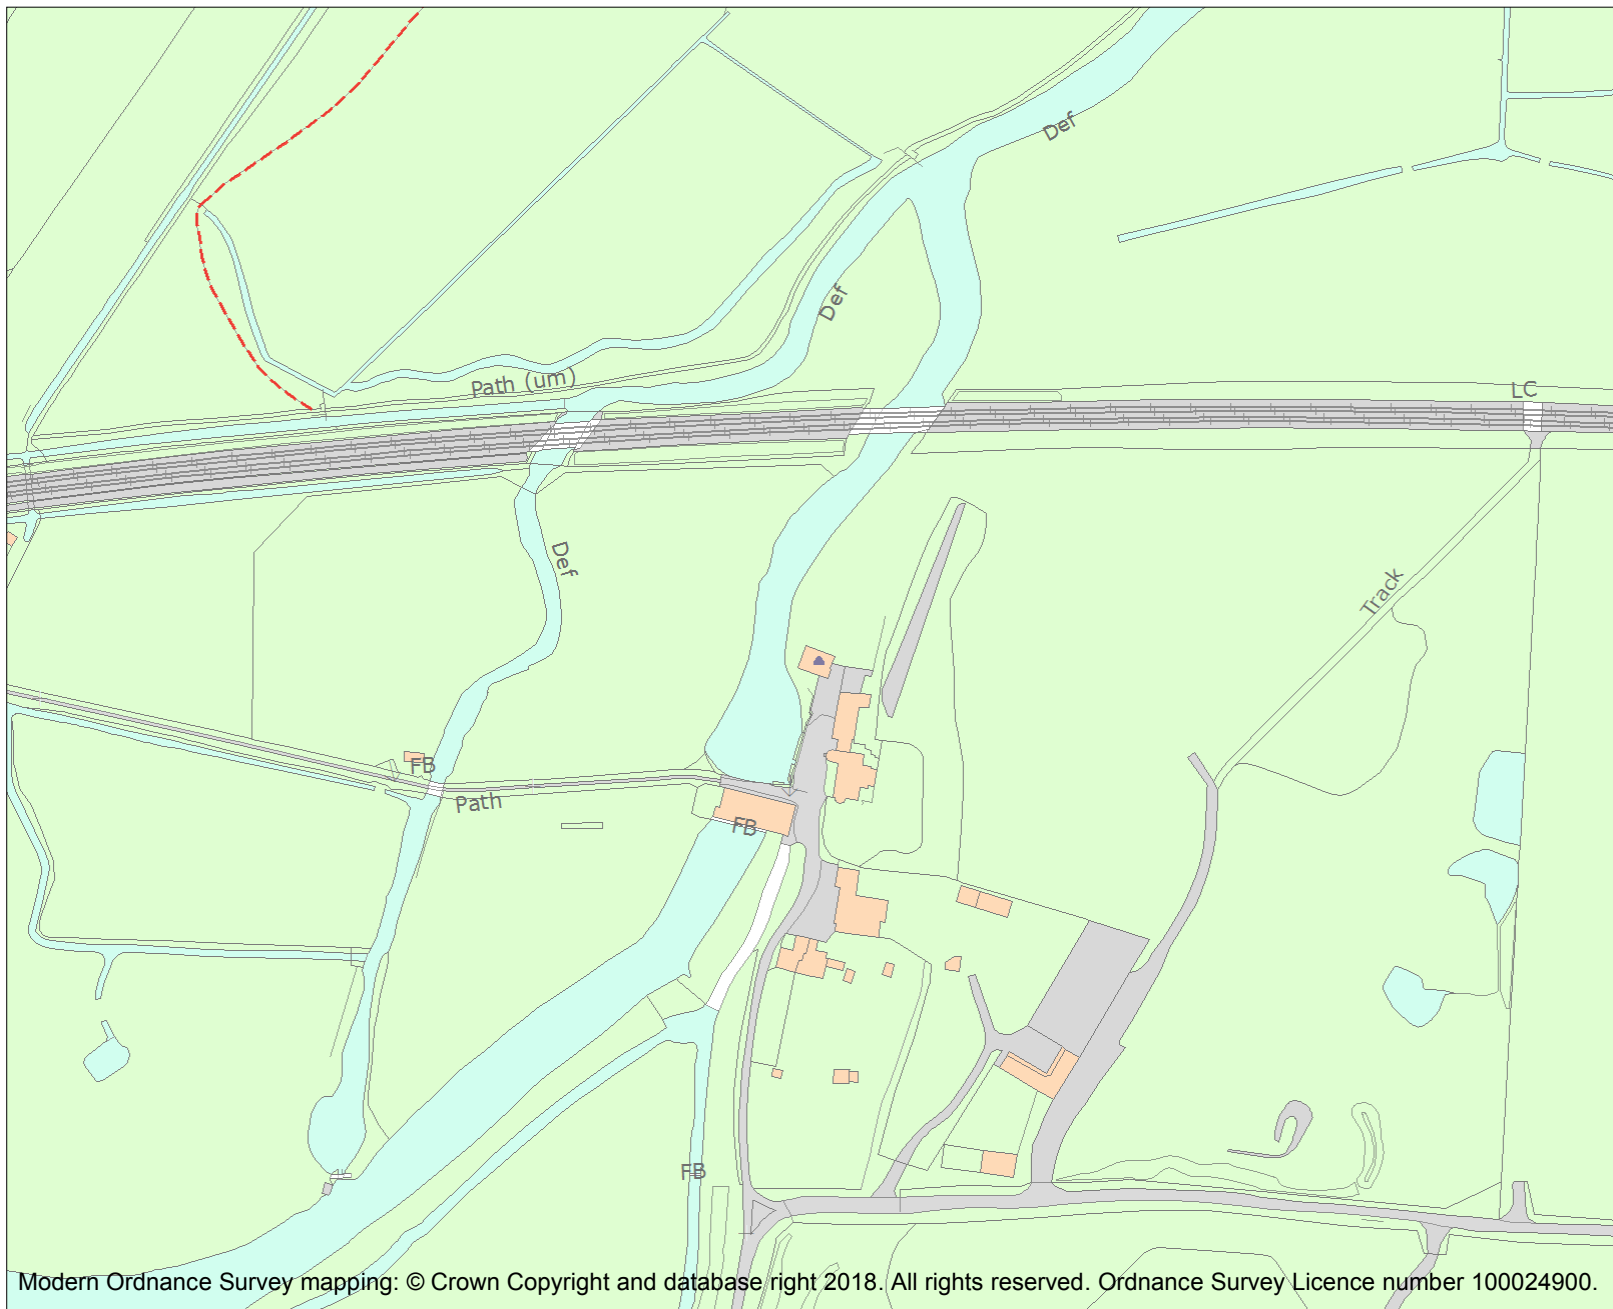 Def
Def
Path (um)
LC
Def
Track
FB
Path
FB
FB
Modern Ordnance Survey mapping: © Crown Copyright and database right 2018. All rights reserved. Ordnance Survey Licence number 100024900.